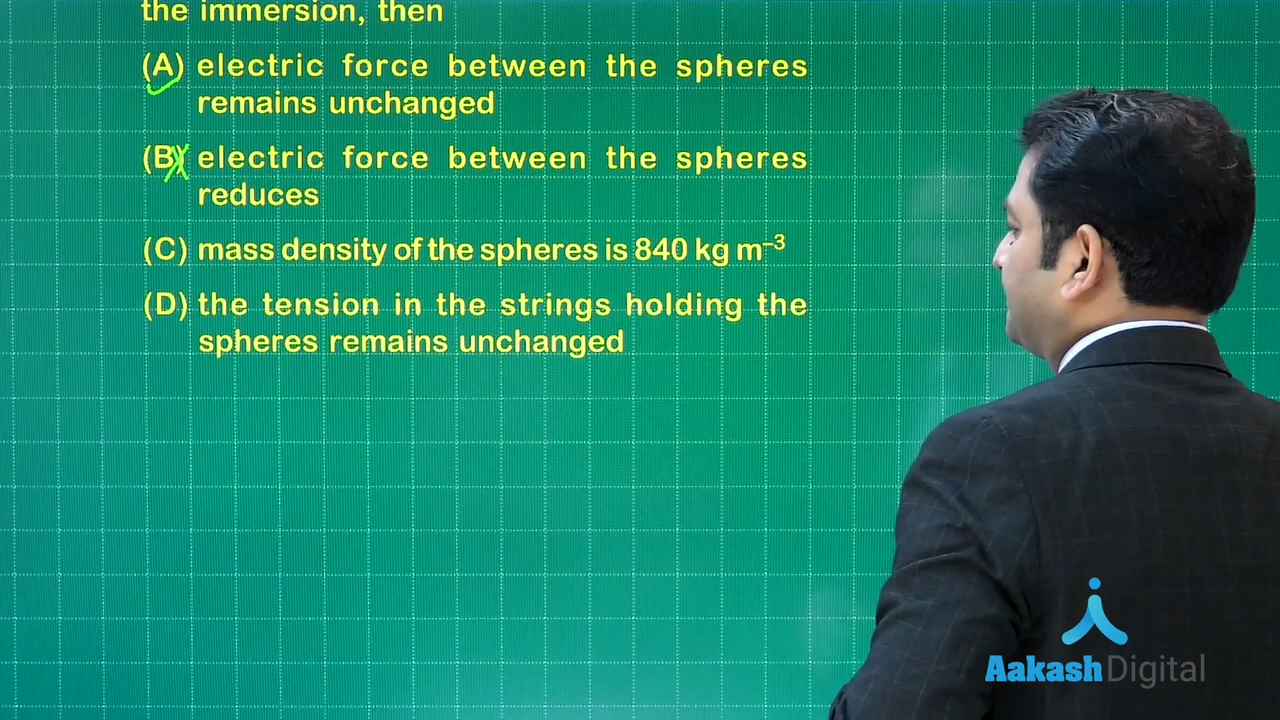 the immersion, then
(A) electric force between the spheres
remains unchanged
(B) electric force between the spheres
reduces
(C) mass density of the spheres is 840 kg m⁻³
(D) the tension in the strings holding the
spheres remains unchanged
Aakash Digital